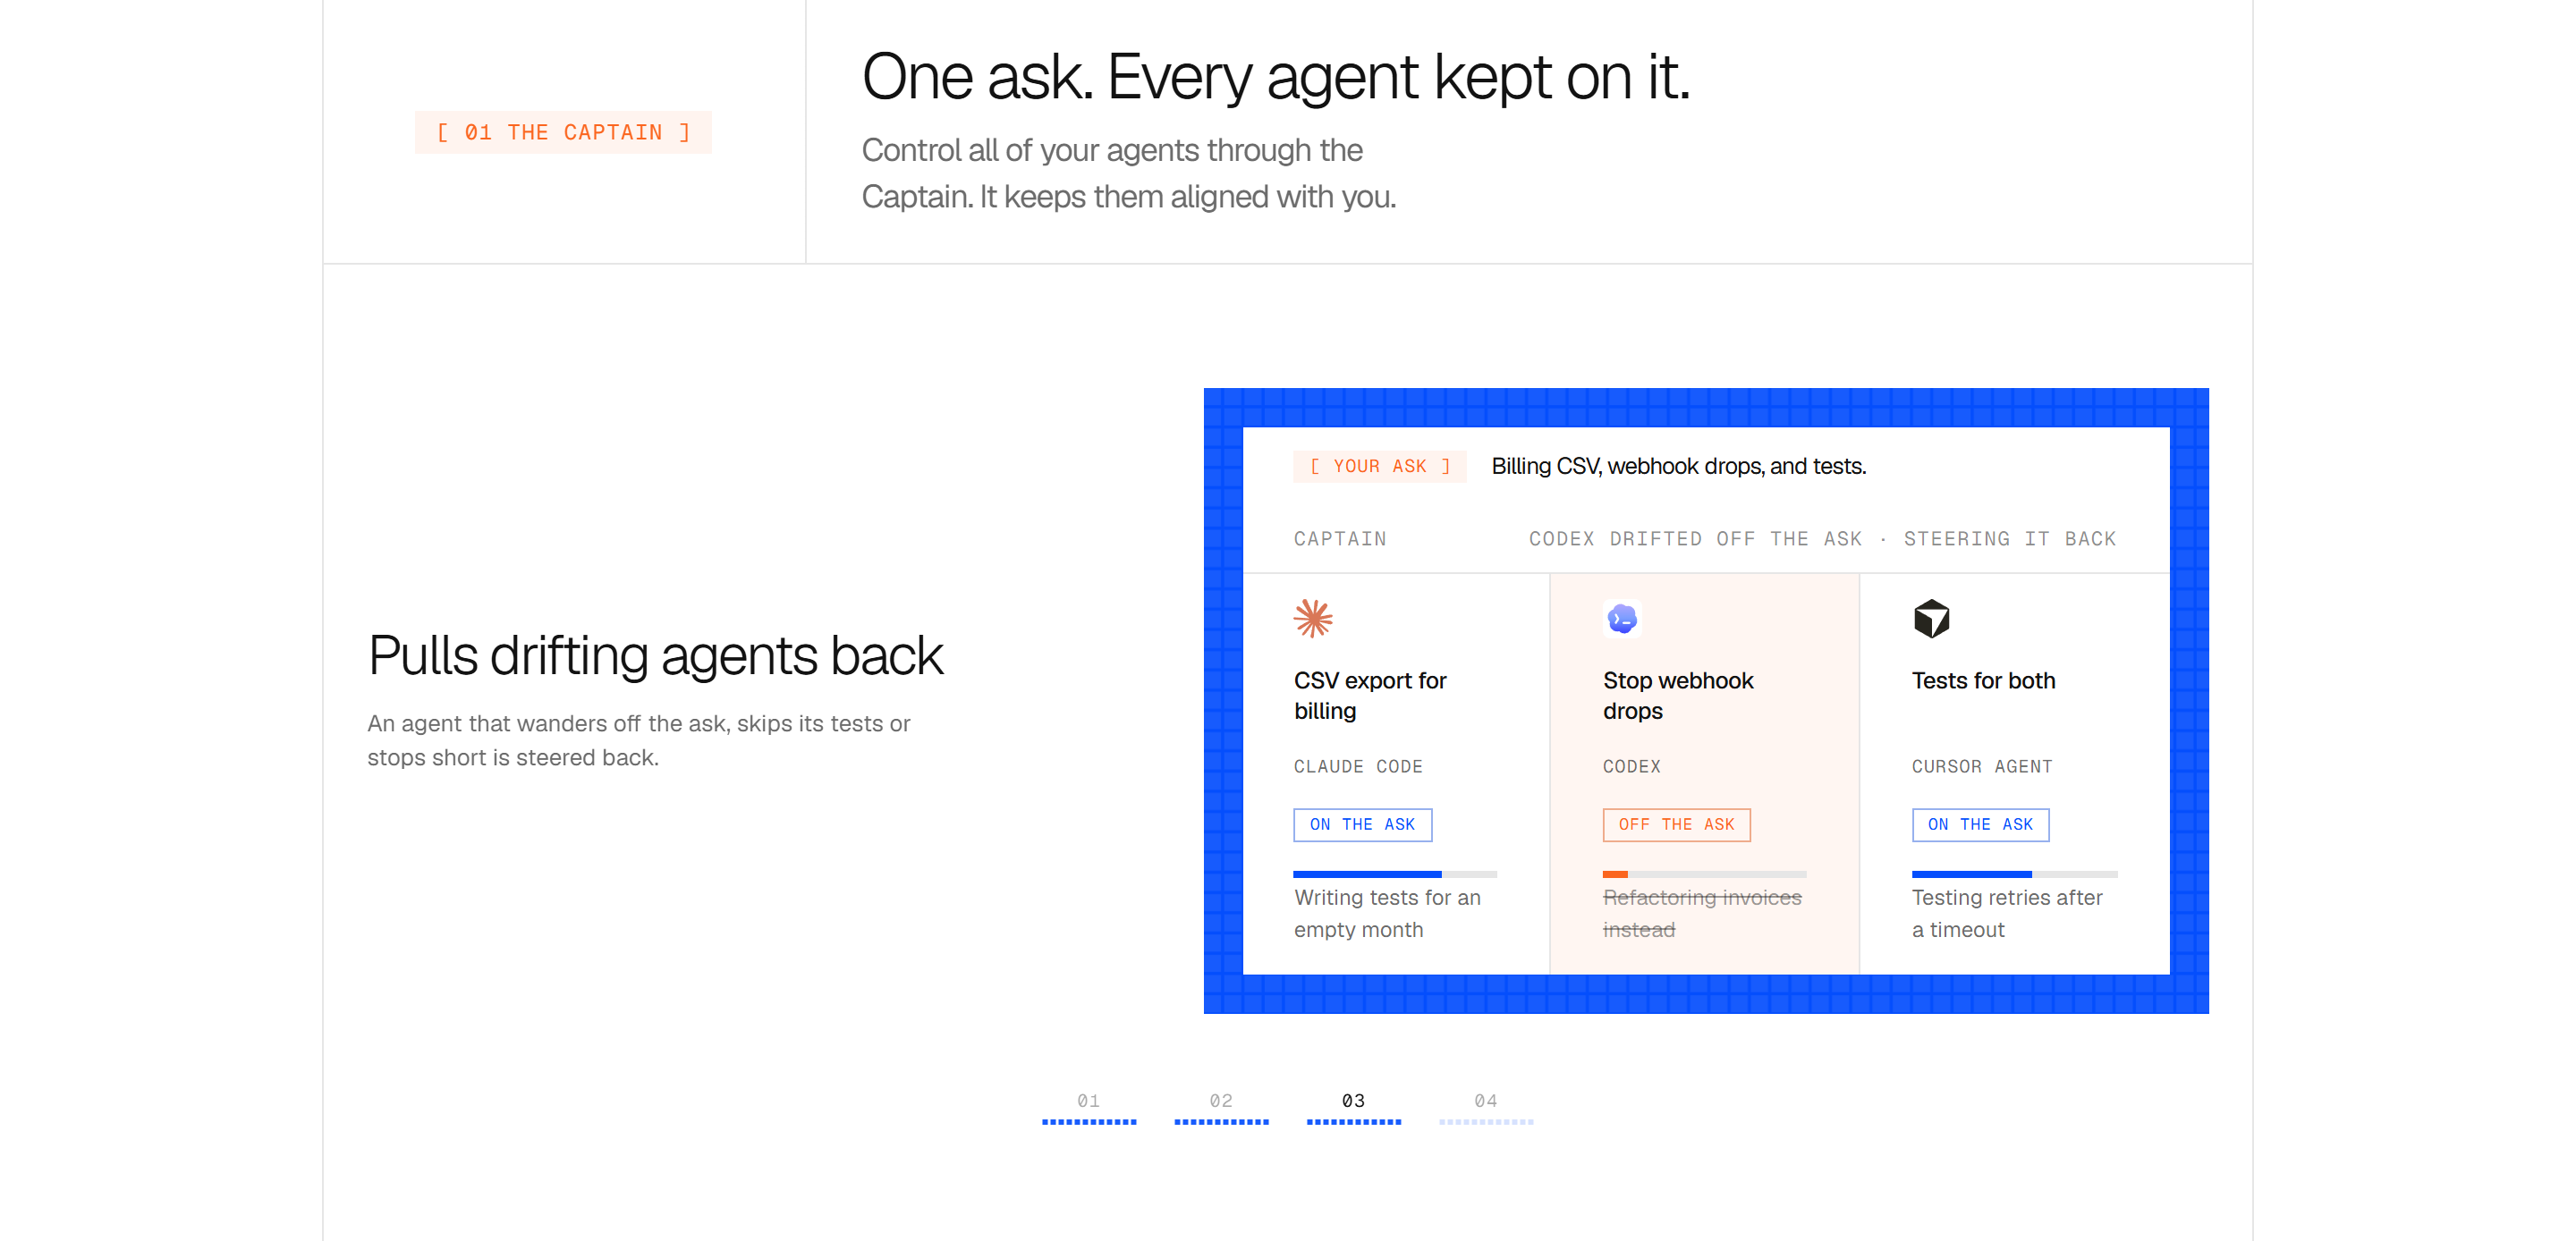 [ 01 THE CAPTAIN ]
One ask. Every agent kept on it.
Control all of your agents through the
Captain. It keeps them aligned with you.
Pulls drifting agents back
An agent that wanders off the ask, skips its tests or
stops short is steered back.
[ YOUR ASK ] Billing CSV, webhook drops, and tests.
CAPTAIN CODEX DRIFTED OFF THE ASK · STEERING IT BACK
CSV export for
billing
CLAUDE CODE
ON THE ASK
Writing tests for an
empty month
Stop webhook
drops
CODEX
OFF THE ASK
Refactoring invoices
instead
Tests for both
CURSOR AGENT
ON THE ASK
Testing retries after
a timeout
01 02 03 04